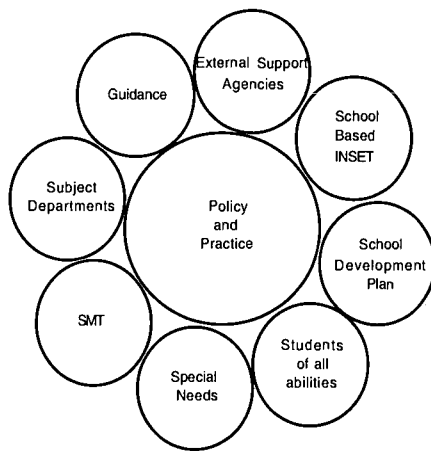 External Support
Agencies
Guidance
School
Based
INSET
Subject
Departments
Policy
and
Practice
School
Development
Plan
SMT
Students
of all
abilities
Special
Needs